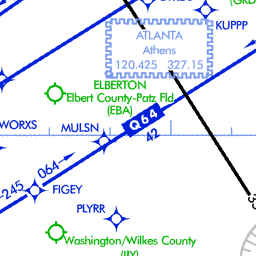 KUPPP
ATLANTA
Athens
120.425 327.15
ELBERTON
Elbert County-Patz Fld
(EBA)
WORXS
MULSN
Q64
42
064
245
FIGEY
PLYRR
Washington/Wilkes County
(IIY)